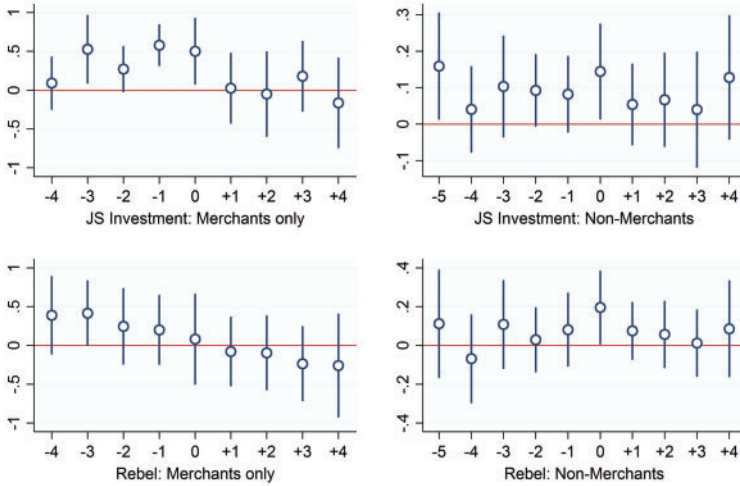 1
.5
0
-.5
-1
-4 -3 -2 -1 0 +1 +2 +3 +4
JS Investment: Merchants only
.3
.2
.1
0
-.1
-5 -4 -3 -2 -1 0 +1 +2 +3 +4
JS Investment: Non-Merchants
1
.5
0
-.5
-1
-4 -3 -2 -1 0 +1 +2 +3 +4
Rebel: Merchants only
.4
.2
0
-.2
-.4
-5 -4 -3 -2 -1 0 +1 +2 +3 +4
Rebel: Non-Merchants